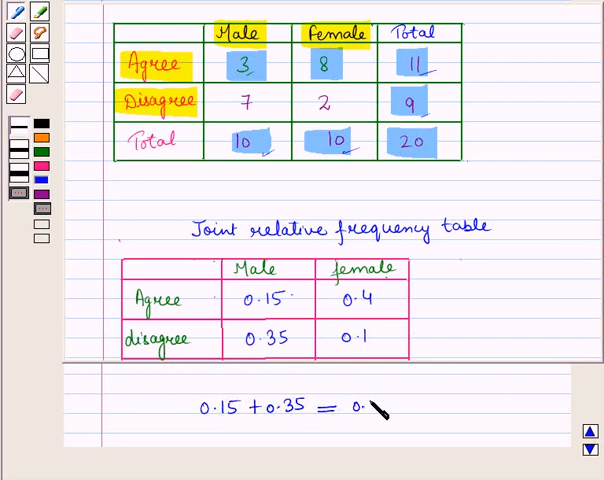 Male Female Total
Agree 3 8 11
Disagree 7 2 9
Total 10 10 20
Joint relative frequency table
Male female
Agree 0.15 0.4
disagree 0.35 0.1
0.15 + 0.35 = 0.